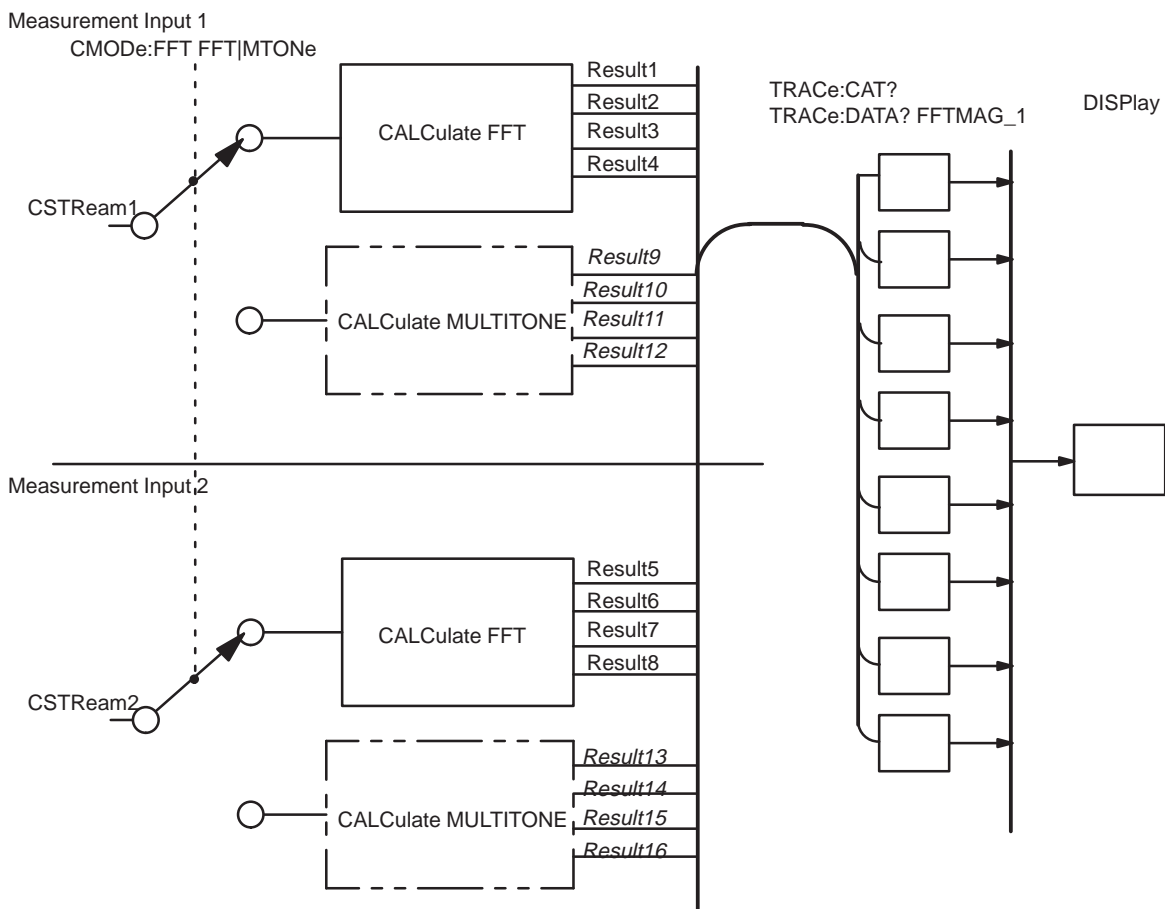 Measurement Input 1
CMODe:FFT FFT|MTONe
CSTReam1
CALCulate FFT
Result1
Result2
Result3
Result4
CALCulate MULTITONE
Result9
Result10
Result11
Result12
TRACe:CAT?
TRACe:DATA? FFTMAG_1
DISPlay
Measurement Input 2
CSTReam2
CALCulate FFT
Result5
Result6
Result7
Result8
CALCulate MULTITONE
Result13
Result14
Result15
Result16